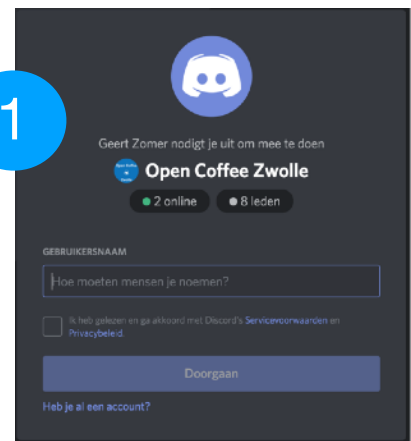 1
Geert Zomer nodigt je uit om mee te doen
Open Coffee Zwolle
2 online 8 leden
GEBRUIKERSNAAM
Hoe moeten mensen je noemen?
Ik heb gelezen en ga akkoord met Discord's Servicevoorwaarden en
Privacybeleid.
Doorgaan
Heb je al een account?